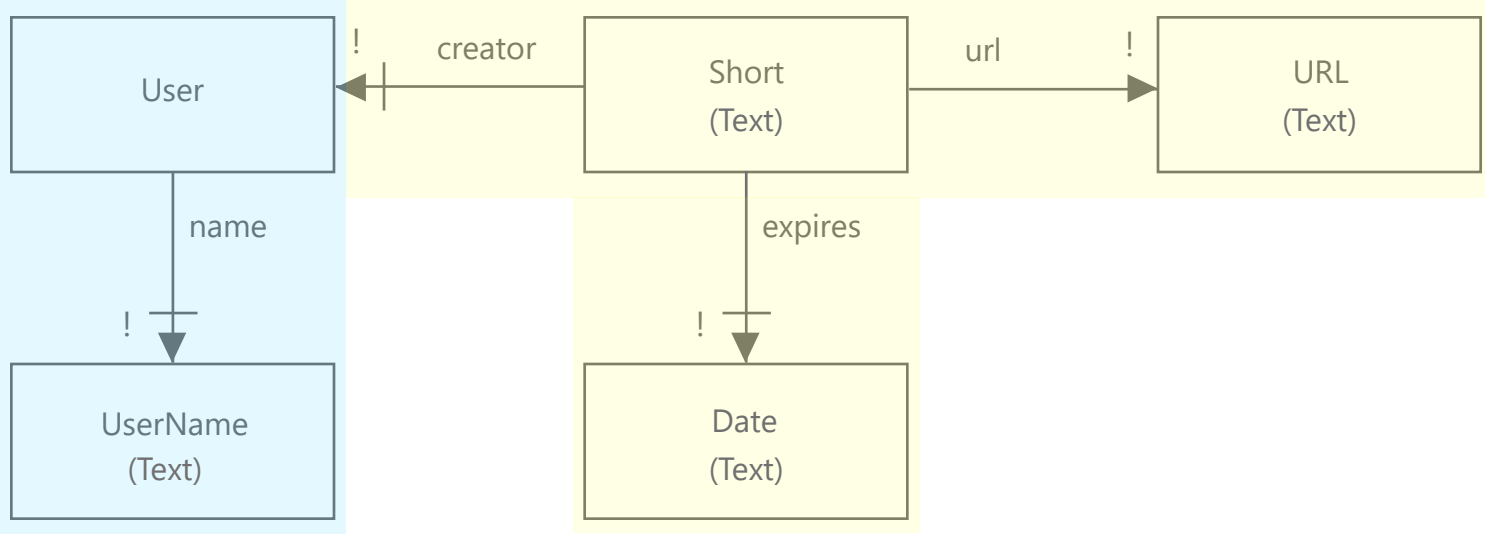 User
!
creator
Short
(Text)
url
!
URL
(Text)
name
!
UserName
(Text)
expires
!
Date
(Text)